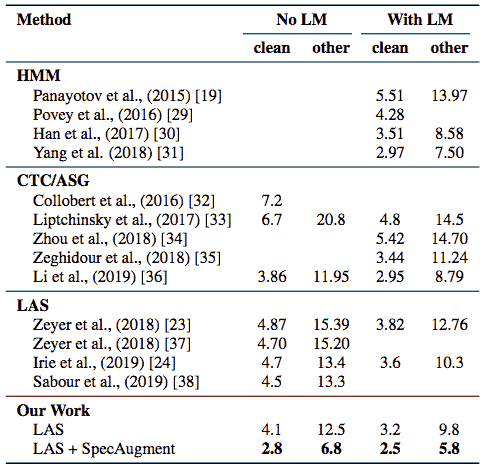 Method No LM With LM
clean other clean other
HMM
Panayotov et al., (2015) [19] 5.51 13.97
Povey et al., (2016) [29] 4.28
Han et al., (2017) [30] 3.51 8.58
Yang et al. (2018) [31] 2.97 7.50
CTC/ASG
Collobert et al., (2016) [32] 7.2
Liptchinsky et al., (2017) [33] 6.7 20.8 4.8 14.5
Zhou et al., (2018) [34] 5.42 14.70
Zeghidour et al., (2018) [35] 3.44 11.24
Li et al., (2019) [36] 3.86 11.95 2.95 8.79
LAS
Zeyer et al., (2018) [23] 4.87 15.39 3.82 12.76
Zeyer et al., (2018) [37] 4.70 15.20
Irie et al., (2019) [24] 4.7 13.4 3.6 10.3
Sabour et al., (2019) [38] 4.5 13.3
Our Work
LAS 4.1 12.5 3.2 9.8
LAS + SpecAugment 2.8 6.8 2.5 5.8